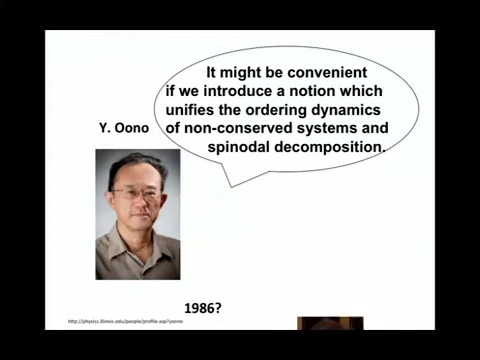 It might be convenient
if we introduce a notion which
unifies the ordering dynamics
of non-conserved systems and
spinodal decomposition.
Y. Oono
1986?
http://physics.illinois.edu/people/profile.asp?yoono